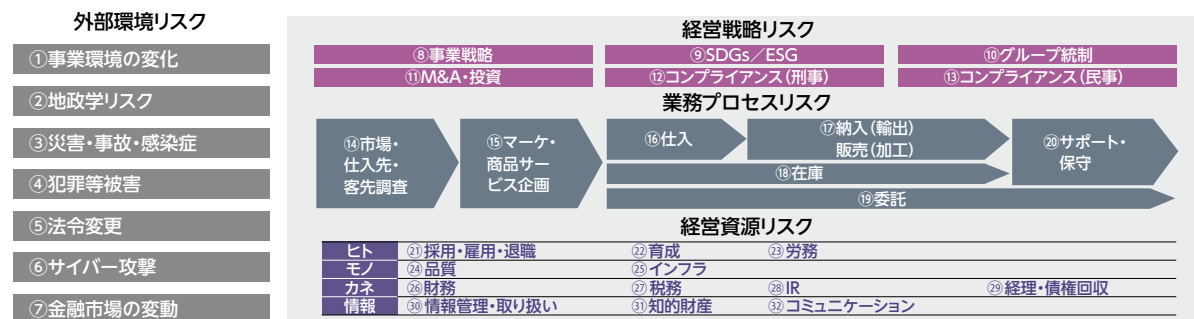 外部環境リスク
①事業環境の変化
②地政学リスク
③災害・事故・感染症
④犯罪等被害
⑤法令変更
⑥サイバー攻撃
⑦金融市場の変動
経営戦略リスク
⑧事業戦略
⑨SDGs／ESG
⑩グループ統制
⑪M&A・投資
⑫コンプライアンス（刑事）
⑬コンプライアンス（民事）
業務プロセスリスク
⑭市場・
仕入先・
客先調査
⑮マーケ・
商品サー
ビス企画
⑯仕入
⑰納入（輸出）
販売（加工）
⑱在庫
⑲委託
⑳サポート・
保守
経営資源リスク
ヒト ㉑採用・雇用・退職 ㉒育成 ㉓労務
モノ ㉔品質 ㉕インフラ
カネ ㉖財務 ㉗税務 ㉘IR ㉙経理・債権回収
情報 ㉚情報管理・取り扱い ㉛知的財産 ㉜コミュニケーション